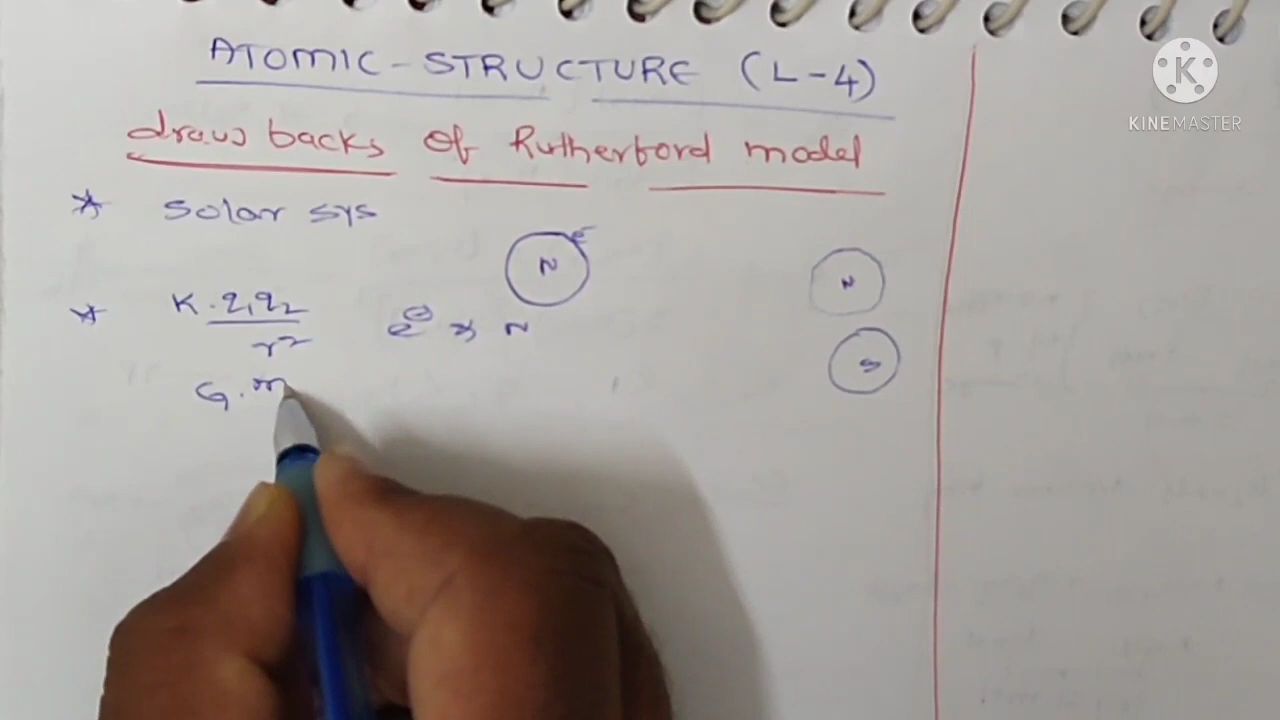 ATOMIC-STRUCTURE (L-4)
K
KINEMASTER
draw backs of Rutherford model
* Solar sys
N e-
N
* K.q1q2/r2 e⊖ N
S
G.m